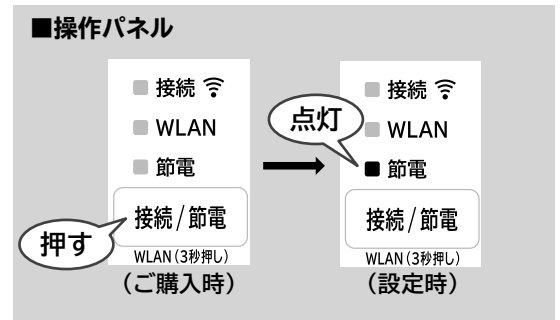 ■操作パネル
接続
WLAN
節電
接続/節電
押す
WLAN(3秒押し)
(ご購入時)
接続
点灯
WLAN
節電
接続/節電
WLAN(3秒押し)
(設定時)